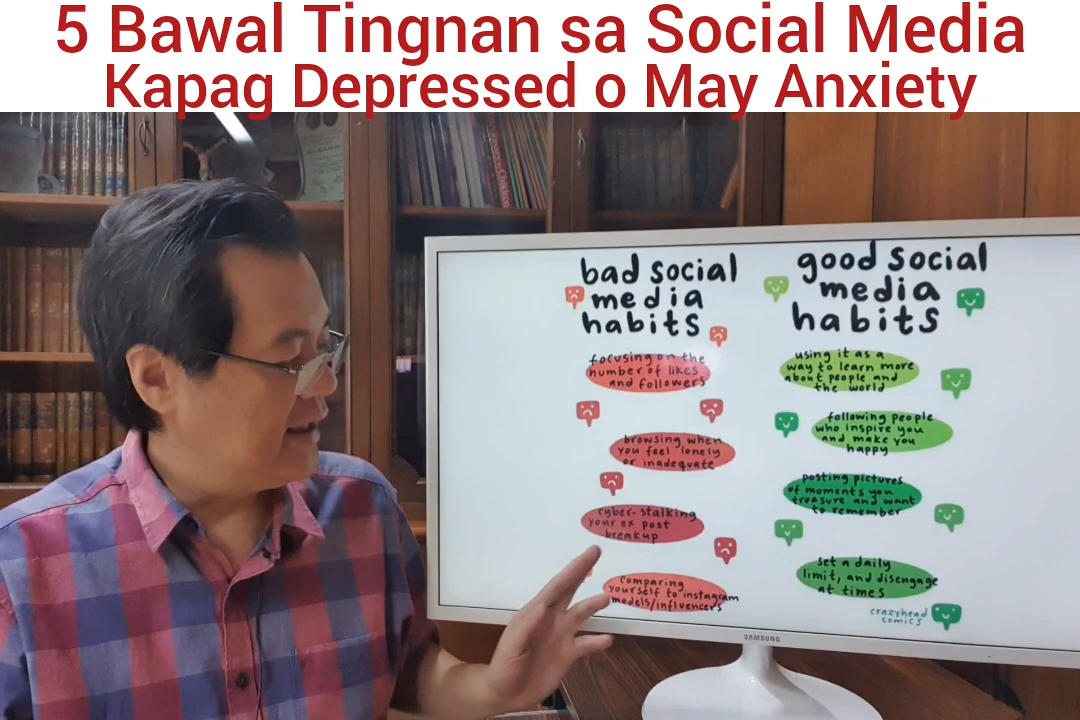 5 Bawal Tingnan sa Social Media
Kapag Depressed o May Anxiety
bad social
media
habits
focusing on the
number of likes
and followers
browsing when
you feel lonely
or inadequate
cyber-stalking
your ex post
breakup
comparing
yourself to instagram
models/influencers
good social
media
habits
using it as a
way to learn more
about people and
the world
following people
who inspire you
and make you
happy
posting pictures
of moments you
treasure and want
to remember
set a daily
limit, and disengage
at times
crazyhead
comics
SAMSUNG